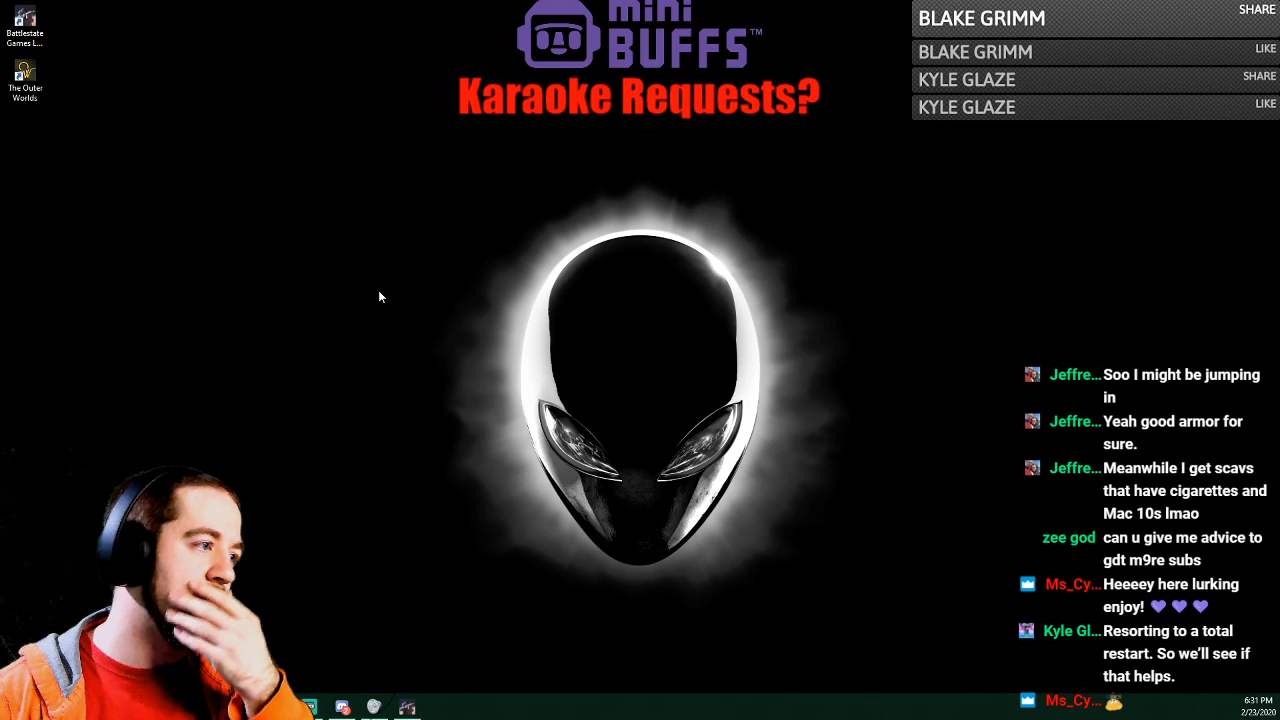 Battlestate
Games L...
The Outer
Worlds
mini
BUFFS™
Karaoke Requests?
BLAKE GRIMM SHARE
BLAKE GRIMM LIKE
KYLE GLAZE SHARE
KYLE GLAZE LIKE
Jeffre... Soo I might be jumping
in
Jeffre... Yeah good armor for
sure.
Jeffre... Meanwhile I get scavs
that have cigarettes and
Mac 10s lmao
zee god can u give me advice to
gdt m9re subs
Ms_Cy... Heeeey here lurking
enjoy! 💜 💜 💜
Kyle Gl... Resorting to a total
restart. So we'll see if
that helps.
Ms_Cy...
6:31 PM
2/23/2020